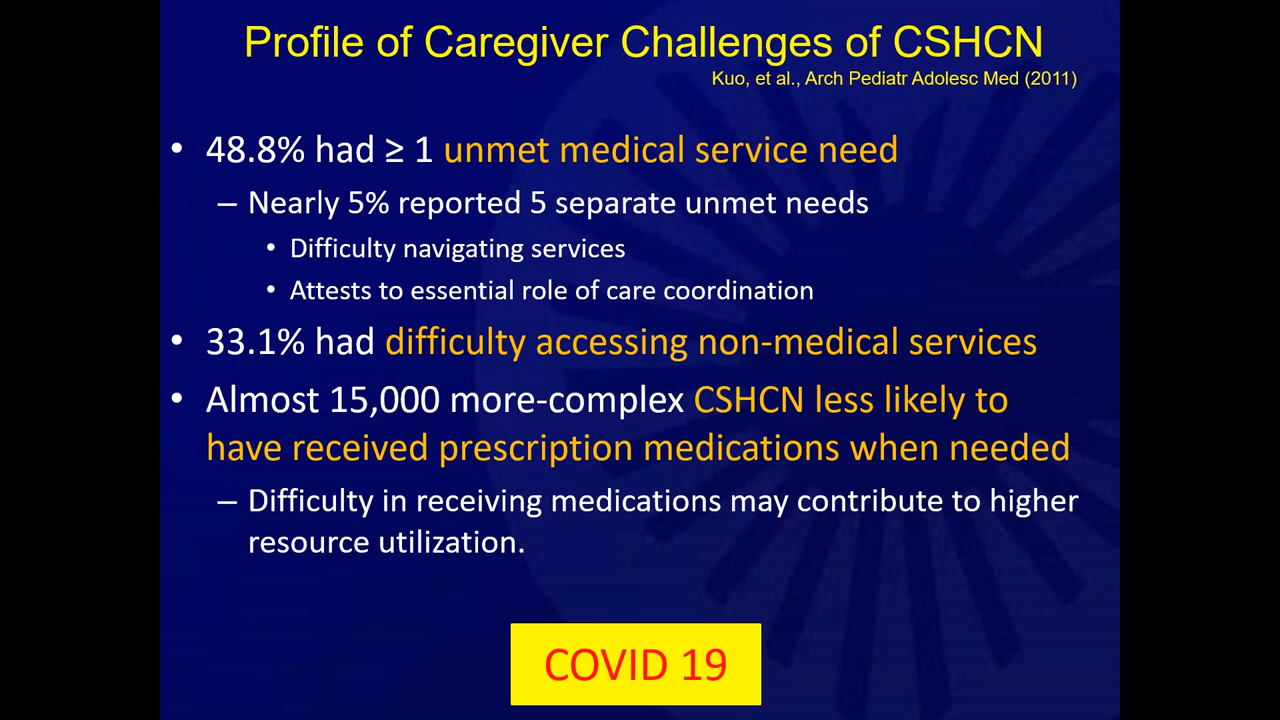 Profile of Caregiver Challenges of CSHCN
Kuo, et al., Arch Pediatr Adolesc Med (2011)
• 48.8% had ≥ 1 unmet medical service need
– Nearly 5% reported 5 separate unmet needs
• Difficulty navigating services
• Attests to essential role of care coordination
• 33.1% had difficulty accessing non-medical services
• Almost 15,000 more-complex CSHCN less likely to
have received prescription medications when needed
– Difficulty in receiving medications may contribute to higher
resource utilization.
COVID 19